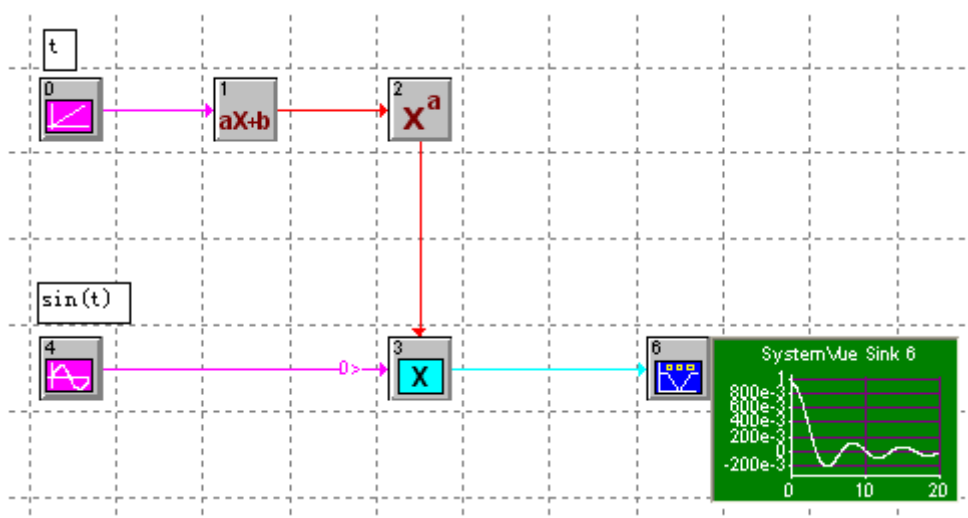 t
0
1
aX+b
2
X^a
sin(t)
4
0>
3
X
6
SystemVue Sink 6
1
800e-3
600e-3
400e-3
200e-3
0
-200e-3
0
10
20